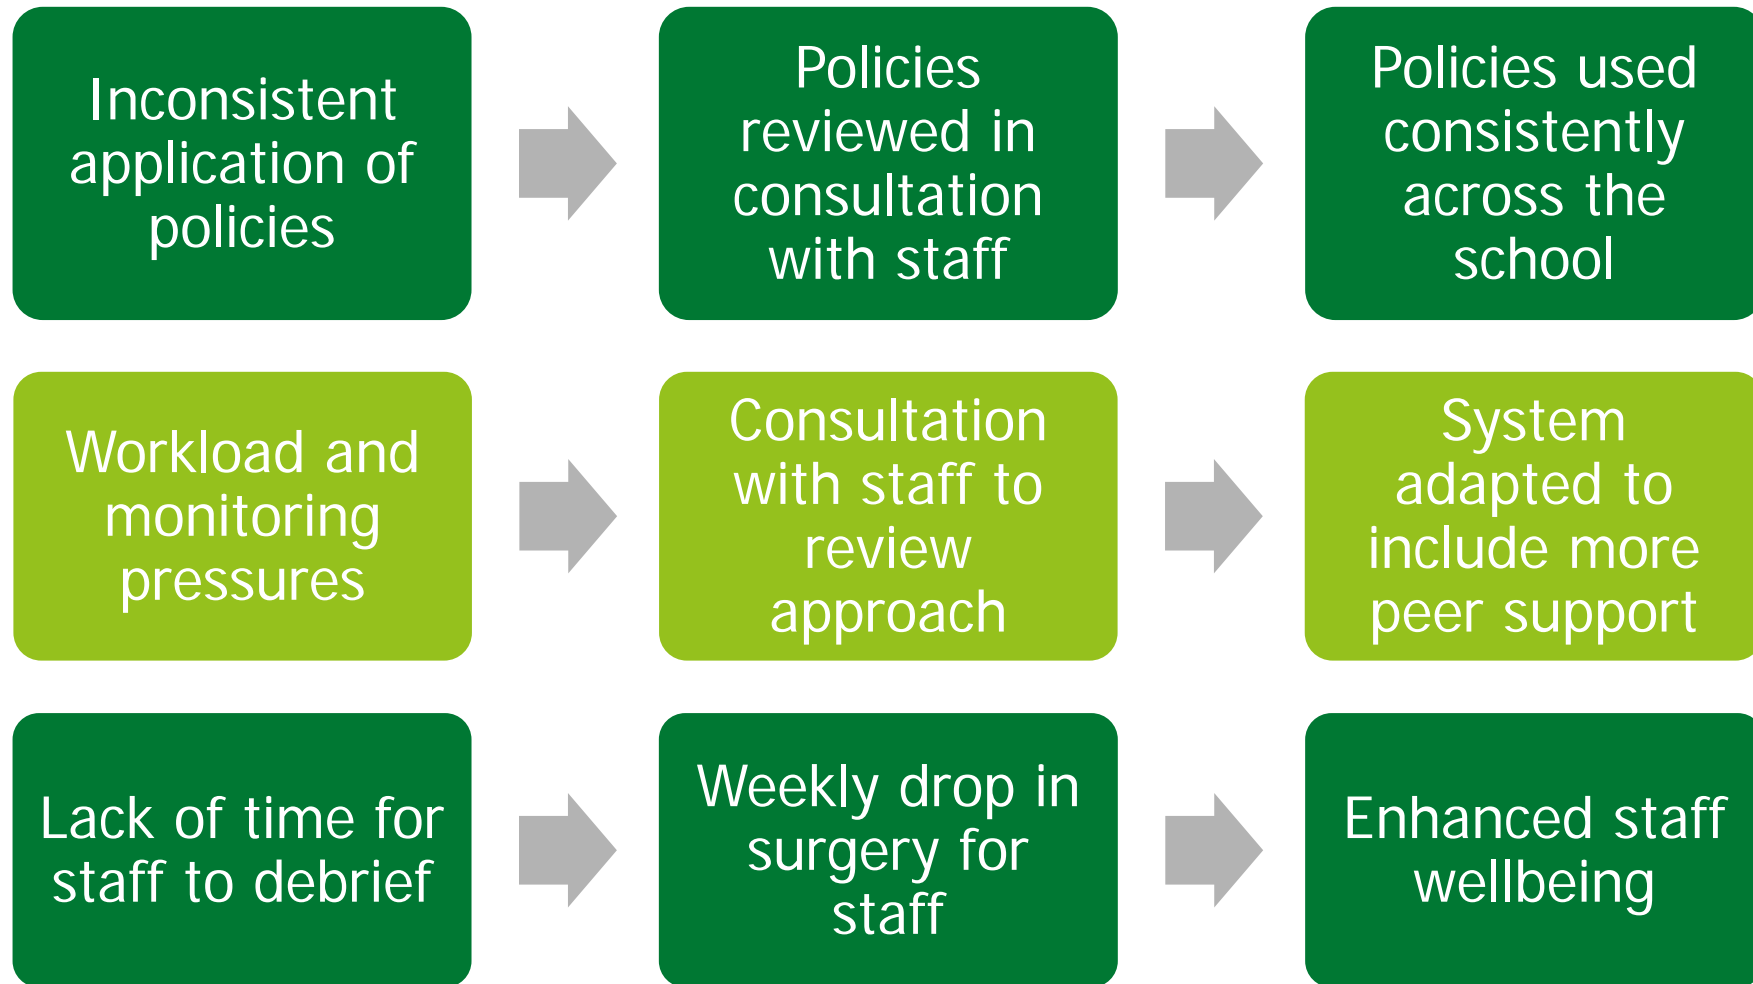 Inconsistent
application of
policies
Policies
reviewed in
consultation
with staff
Policies used
consistently
across the
school
Workload and
monitoring
pressures
Consultation
with staff to
review
approach
System
adapted to
include more
peer support
Lack of time for
staff to debrief
Weekly drop in
surgery for
staff
Enhanced staff
wellbeing